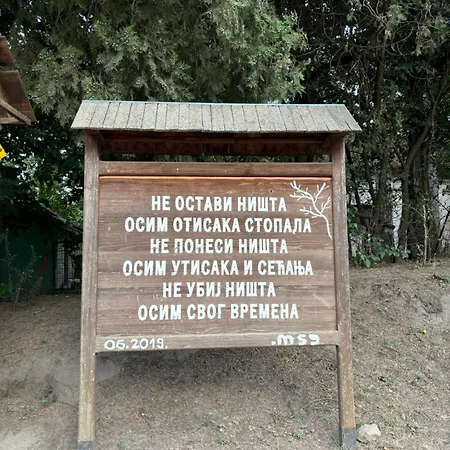 НЕ ОСТАВИ НИШТА
ОСИМ ОТИСАКА СТОПАЛА
НЕ ПОНЕСИ НИШТА
ОСИМ УТИСАКА И СЕЋАЊА
НЕ УБИЈ НИШТА
ОСИМ СВОГ ВРЕМЕНА
06.2019. .msg